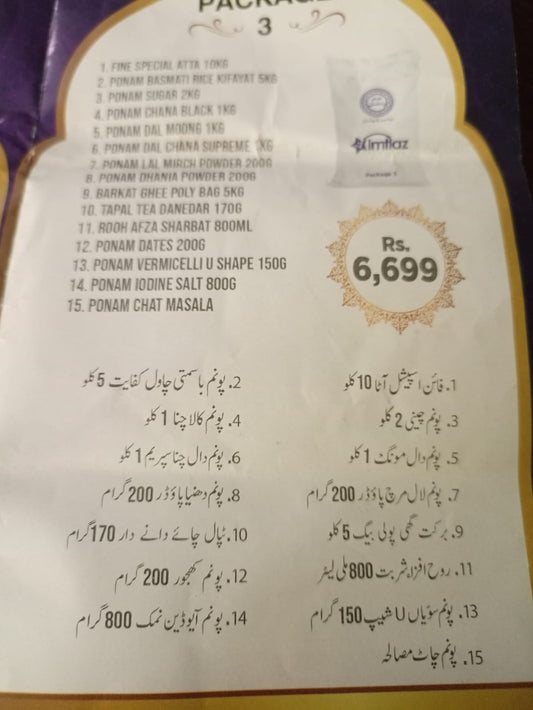 PACKAGE
3
1. FINE SPECIAL ATTA 10KG
2. PONAM BASMATI RICE KIFAYAT 5KG
3. PONAM SUGAR 2KG
4. PONAM CHANA BLACK 1KG
5. PONAM DAL MOONG 1KG
6. PONAM DAL CHANA SUPREME 1KG
7. PONAM LAL MIRCH POWDER 200G
8. PONAM DHANIA POWDER 200G
9. BARKAT GHEE POLY BAG 5KG
10. TAPAL TEA DANEDAR 170G
11. ROOH AFZA SHARBAT 800ML
12. PONAM DATES 200G
13. PONAM VERMICELLI U SHAPE 150G
14. PONAM IODINE SALT 800G
15. PONAM CHAT MASALA
imtiaz
Package 3
Rs.
6,699
1. فائن اسپیشل آٹا 10 کلو
2. پونم باسمتی چاول کفایت 5 کلو
3. پونم چینی 2 کلو
4. پونم کالا چنا 1 کلو
5. پونم دال مونگ 1 کلو
6. پونم دال چنا سپریم 1 کلو
7. پونم لال مرچ پاؤڈر 200 گرام
8. پونم دھنیا پاؤڈر 200 گرام
9. برکت گھی پولی بیگ 5 کلو
10. ٹپال چائے دانے دار 170 گرام
11. روح افزاء شربت 800 ملی لیٹر
12. پونم کھجور 200 گرام
13. پونم سویاں U شیپ 150 گرام
14. پونم آیوڈین نمک 800 گرام
15. پونم چاٹ مصالحہ